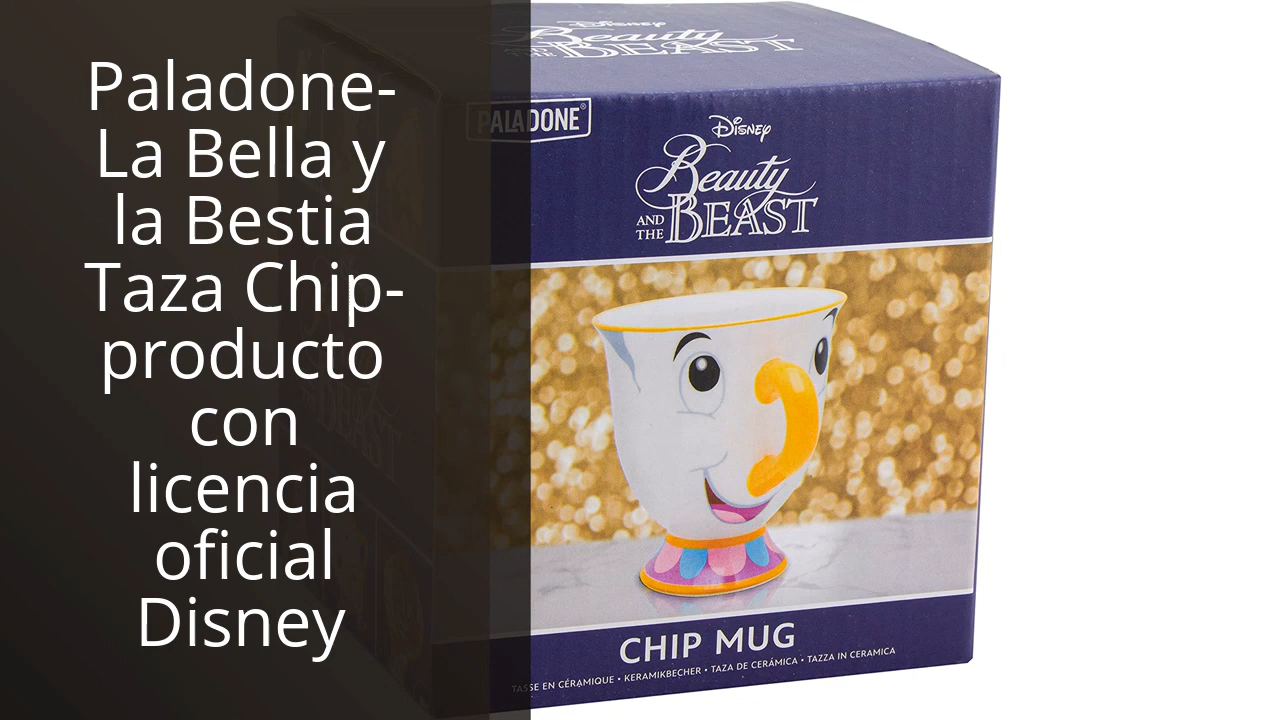 Paladone-
La Bella y
la Bestia
Taza Chip-
producto
con
licencia
oficial
Disney
Disney
Beauty
AND THE BEAST
PALADONE®
Disney
Beauty
AND THE BEAST
CHIP MUG
TASSE EN CÉRAMIQUE • KERAMIKBECHER • TAZA DE CERÁMICA • TAZZA IN CERAMICA